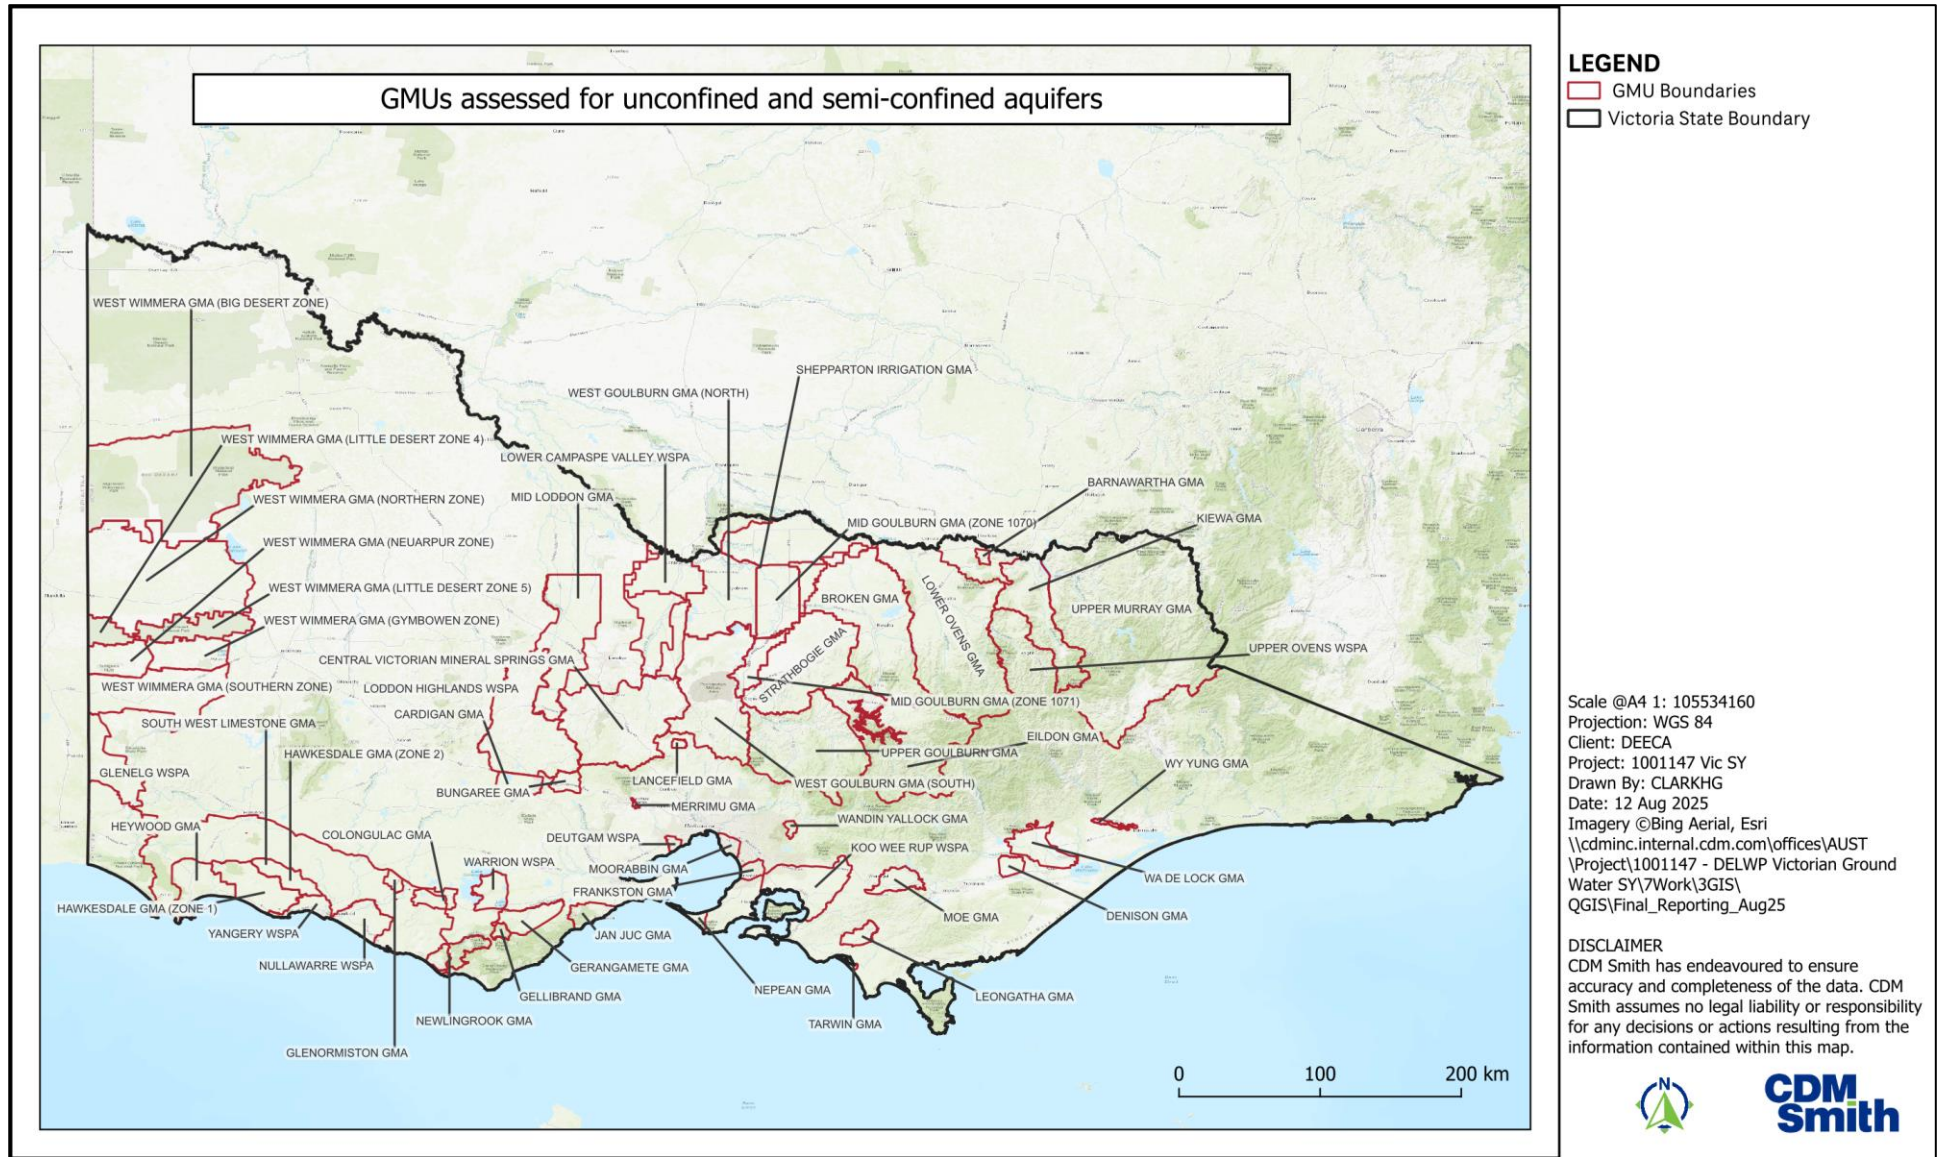 GMUs assessed for unconfined and semi-confined aquifers
WEST WIMMERA GMA (BIG DESERT ZONE)
SHEPPARTON IRRIGATION GMA
WEST GOULBURN GMA (NORTH)
WEST WIMMERA GMA (LITTLE DESERT ZONE 4)
LOWER CAMPASPE VALLEY WSPA
BARNAWARTHA GMA
WEST WIMMERA GMA (NORTHERN ZONE)
MID LODDON GMA
MID GOULBURN GMA (ZONE 1070)
KIEWA GMA
WEST WIMMERA GMA (NEUARPUR ZONE)
WEST WIMMERA GMA (LITTLE DESERT ZONE 5)
BROKEN GMA
LOWER OVENS GMA
UPPER MURRAY GMA
WEST WIMMERA GMA (GYMBOWEN ZONE)
UPPER OVENS WSPA
CENTRAL VICTORIAN MINERAL SPRINGS GMA
STRATHBOGIE GMA
WEST WIMMERA GMA (SOUTHERN ZONE)
LODDON HIGHLANDS WSPA
MID GOULBURN GMA (ZONE 1071)
CARDIGAN GMA
SOUTH WEST LIMESTONE GMA
EILDON GMA
HAWKESDALE GMA (ZONE 2)
UPPER GOULBURN GMA
WY YUNG GMA
GLENELG WSPA
LANCEFIELD GMA
WEST GOULBURN GMA (SOUTH)
BUNGAREE GMA
MERRIMU GMA
HEYWOOD GMA
COLONGULAC GMA
WANDIN YALLOCK GMA
DEUTGAM WSPA
KOO WEE RUP WSPA
WARRION WSPA
MOORABBIN GMA
WA DE LOCK GMA
FRANKSTON GMA
HAWKESDALE GMA (ZONE 1)
MOE GMA
DENISON GMA
YANGERY WSPA
JAN JUC GMA
NULLAWARRE WSPA
GERANGAMETE GMA
NEPEAN GMA
LEONGATHA GMA
GELLIBRAND GMA
NEWLINGROOK GMA
TARWIN GMA
GLENORMISTON GMA
0 100 200 km
LEGEND
GMU Boundaries
Victoria State Boundary
Scale @A4 1: 105534160
Projection: WGS 84
Client: DEECA
Project: 1001147 Vic SY
Drawn By: CLARKHG
Date: 12 Aug 2025
Imagery ©Bing Aerial, Esri
\\cdminc.internal.cdm.com\offices\AUST
\Project\1001147 - DELWP Victorian Ground
Water SY\7Work\3GIS\
QGIS\Final_Reporting_Aug25
DISCLAIMER
CDM Smith has endeavoured to ensure
accuracy and completeness of the data. CDM
Smith assumes no legal liability or responsibility
for any decisions or actions resulting from the
information contained within this map.
N
CDM
Smith